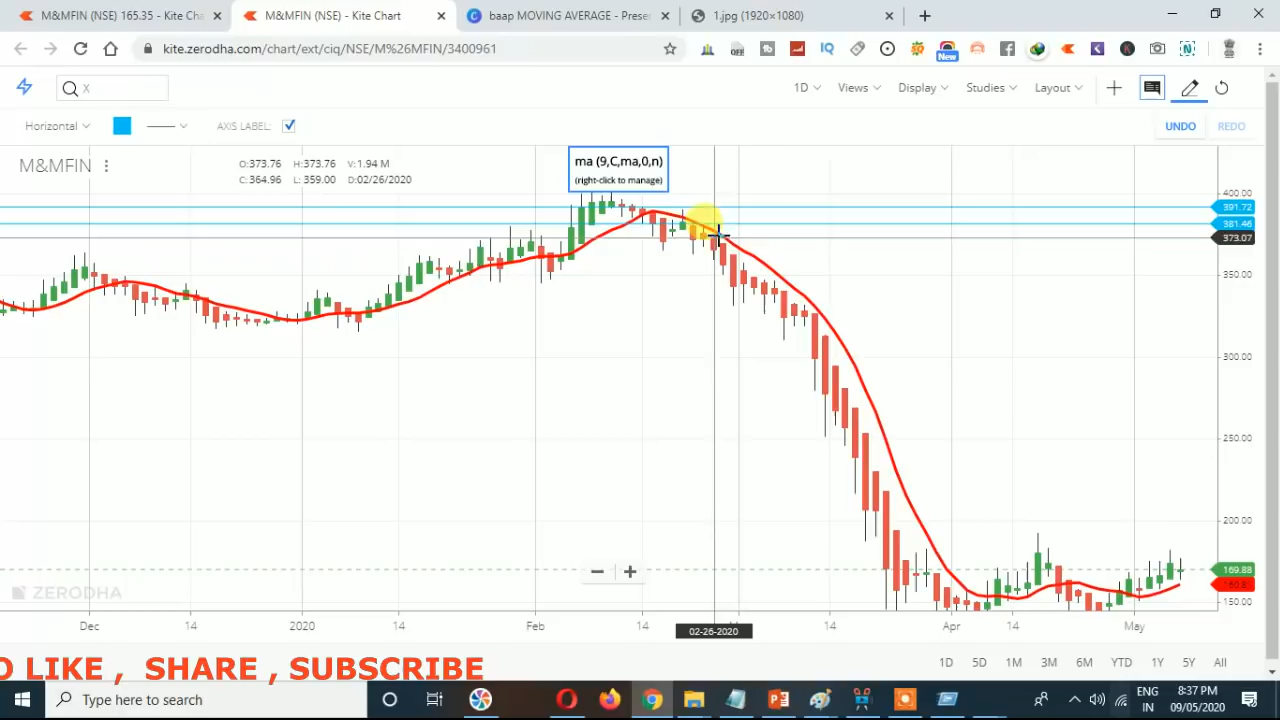 M&MFIN (NSE) 165.35 - Kite Chart
M&MFIN (NSE) - Kite Chart
baap MOVING AVERAGE - Prese
1.jpg (1920×1080)
kite.zerodha.com/chart/ext/ciq/NSE/M%26MFIN/3400961
OFF
IQ
New
N
X
1D
Views
Display
Studies
Layout
Horizontal
AXIS LABEL:
UNDO
REDO
M&MFIN
O:373.76 H:373.76 V:1.94 M
C:364.96 L:359.00 D:02/26/2020
ma (9,C,ma,0,n)
(right-click to manage)
400.00
391.72
381.46
373.07
350.00
300.00
250.00
200.00
169.88
150.00
ZERODHA
Dec 14 2020 14 Feb 14 14 Apr 14 May
02-26-2020
1D 5D 1M 3M 6M YTD 1Y 5Y All
O LIKE , SHARE , SUBSCRIBE
Type here to search
ENG
IN
8:37 PM
09/05/2020